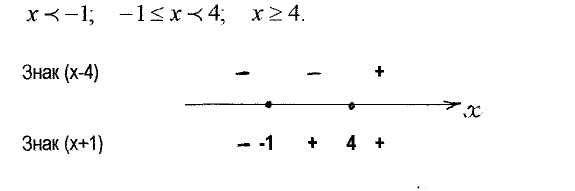 x ≺ −1; −1 ≤ x ≺ 4; x ≥ 4.
Знак (x-4) − − +
x
Знак (x+1) − -1 + 4 +